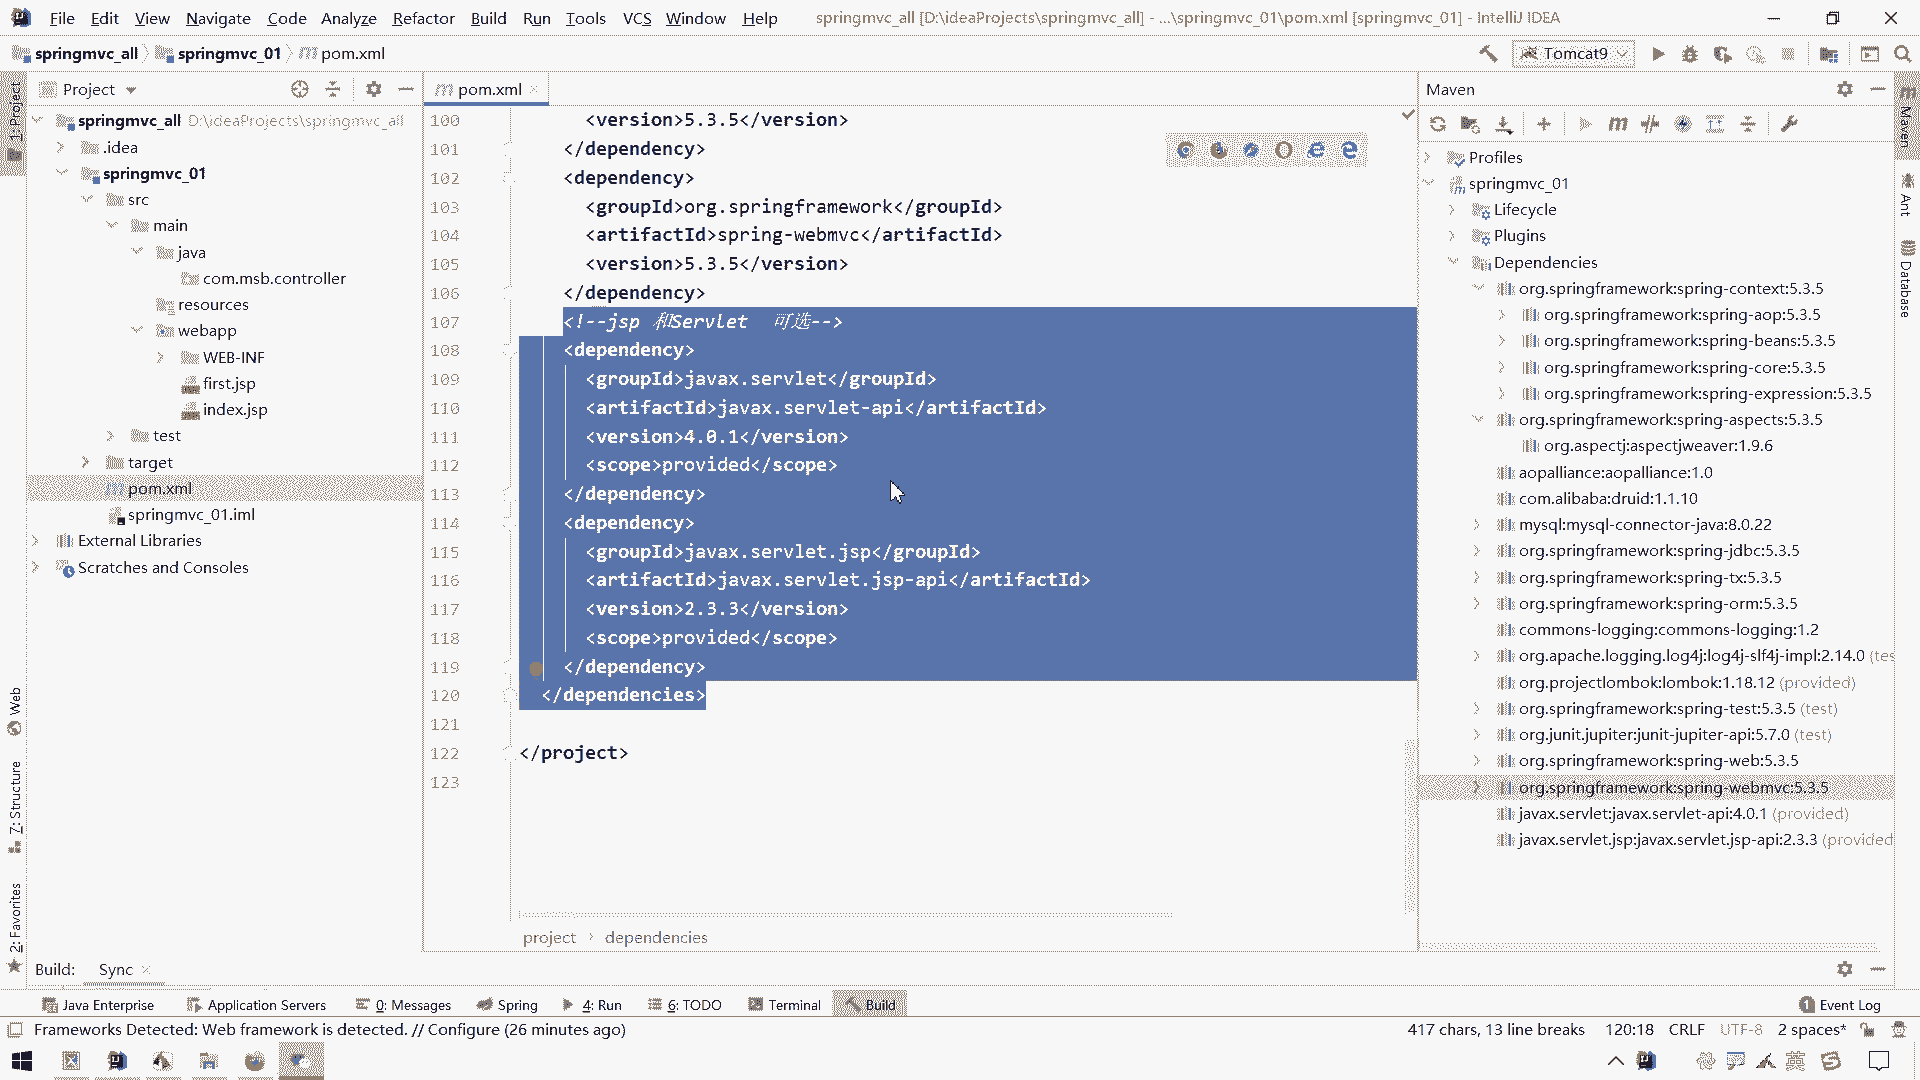 File Edit View Navigate Code Analyze Refactor Build Run Tools VCS Window Help springmvc_all [D:\ideaProjects\springmvc_all] - ...\springmvc_01\pom.xml [springmvc_01] - IntelliJ IDEA
springmvc_all springmvc_01 pom.xml
Tomcat9
Project
pom.xml
Maven
1: Project
springmvc_all D:\ideaProjects\springmvc_all
.idea
springmvc_01
src
main
java
com.msb.controller
resources
webapp
WEB-INF
first.jsp
index.jsp
test
target
pom.xml
springmvc_01.iml
External Libraries
Scratches and Consoles
Web
7: Structure
2: Favorites
100 <version>5.3.5</version>
101 </dependency>
102 <dependency>
103 <groupId>org.springframework</groupId>
104 <artifactId>spring-webmvc</artifactId>
105 <version>5.3.5</version>
106 </dependency>
107 <!--jsp 和Servlet 可选-->
108 <dependency>
109 <groupId>javax.servlet</groupId>
110 <artifactId>javax.servlet-api</artifactId>
111 <version>4.0.1</version>
112 <scope>provided</scope>
113 </dependency>
114 <dependency>
115 <groupId>javax.servlet.jsp</groupId>
116 <artifactId>javax.servlet.jsp-api</artifactId>
117 <version>2.3.3</version>
118 <scope>provided</scope>
119 </dependency>
120 </dependencies>
121
122 </project>
123
project › dependencies
Profiles
springmvc_01
Lifecycle
Plugins
Dependencies
org.springframework:spring-context:5.3.5
org.springframework:spring-aop:5.3.5
org.springframework:spring-beans:5.3.5
org.springframework:spring-core:5.3.5
org.springframework:spring-expression:5.3.5
org.springframework:spring-aspects:5.3.5
org.aspectj:aspectjweaver:1.9.6
aopalliance:aopalliance:1.0
com.alibaba:druid:1.1.10
mysql:mysql-connector-java:8.0.22
org.springframework:spring-jdbc:5.3.5
org.springframework:spring-tx:5.3.5
org.springframework:spring-orm:5.3.5
commons-logging:commons-logging:1.2
org.apache.logging.log4j:log4j-slf4j-impl:2.14.0 (tes
org.projectlombok:lombok:1.18.12 (provided)
org.springframework:spring-test:5.3.5 (test)
org.junit.jupiter:junit-jupiter-api:5.7.0 (test)
org.springframework:spring-web:5.3.5
org.springframework:spring-webmvc:5.3.5
javax.servlet:javax.servlet-api:4.0.1 (provided)
javax.servlet.jsp:javax.servlet.jsp-api:2.3.3 (provided
Maven
Ant
Database
Build: Sync
Java Enterprise Application Servers 0: Messages Spring 4: Run 6: TODO Terminal Build 1 Event Log
Frameworks Detected: Web framework is detected. // Configure (26 minutes ago) 417 chars, 13 line breaks 120:18 CRLF UTF-8 2 spaces*
英